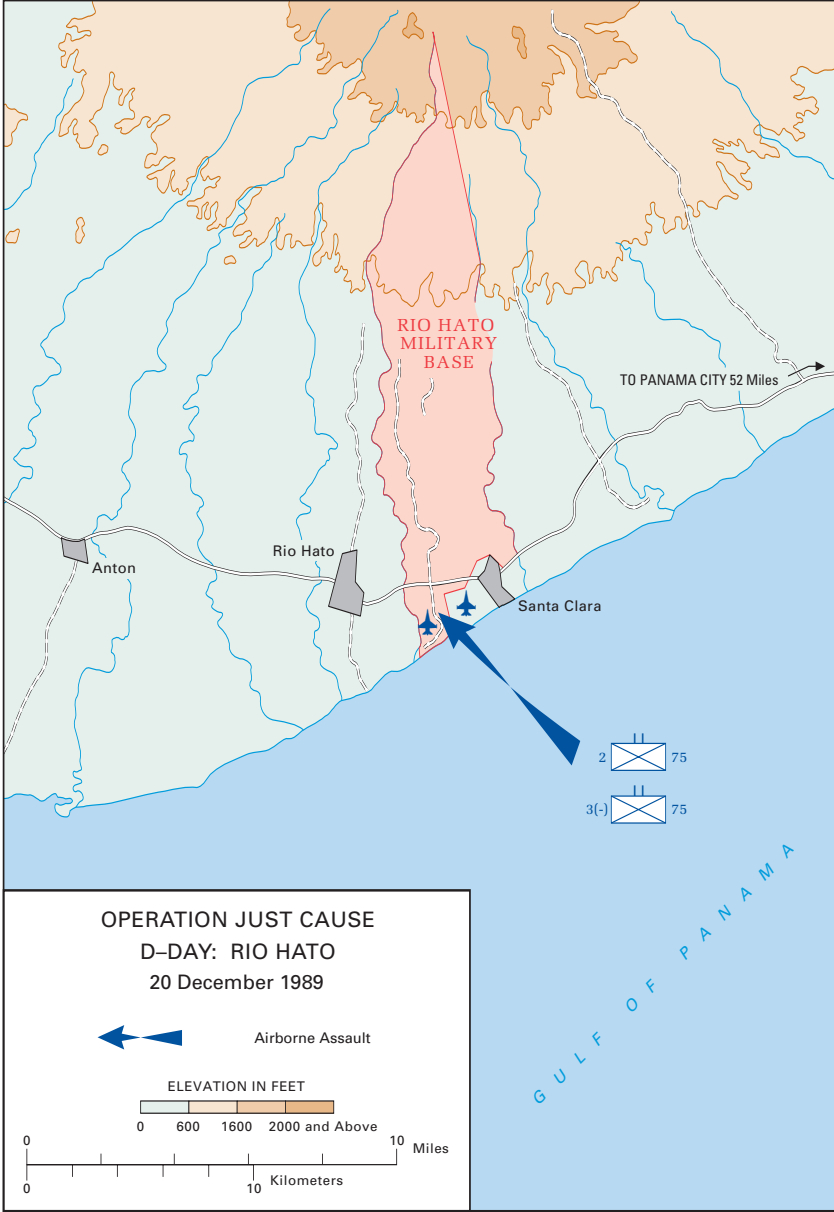 RIO HATO
MILITARY
BASE
TO PANAMA CITY 52 Miles
Rio Hato
Anton
Santa Clara
2 75
3(-) 75
GULF OF PANAMA
OPERATION JUST CAUSE
D–DAY: RIO HATO
20 December 1989
Airborne Assault
ELEVATION IN FEET
0 600 1600 2000 and Above
0 10 Miles
0 10 Kilometers